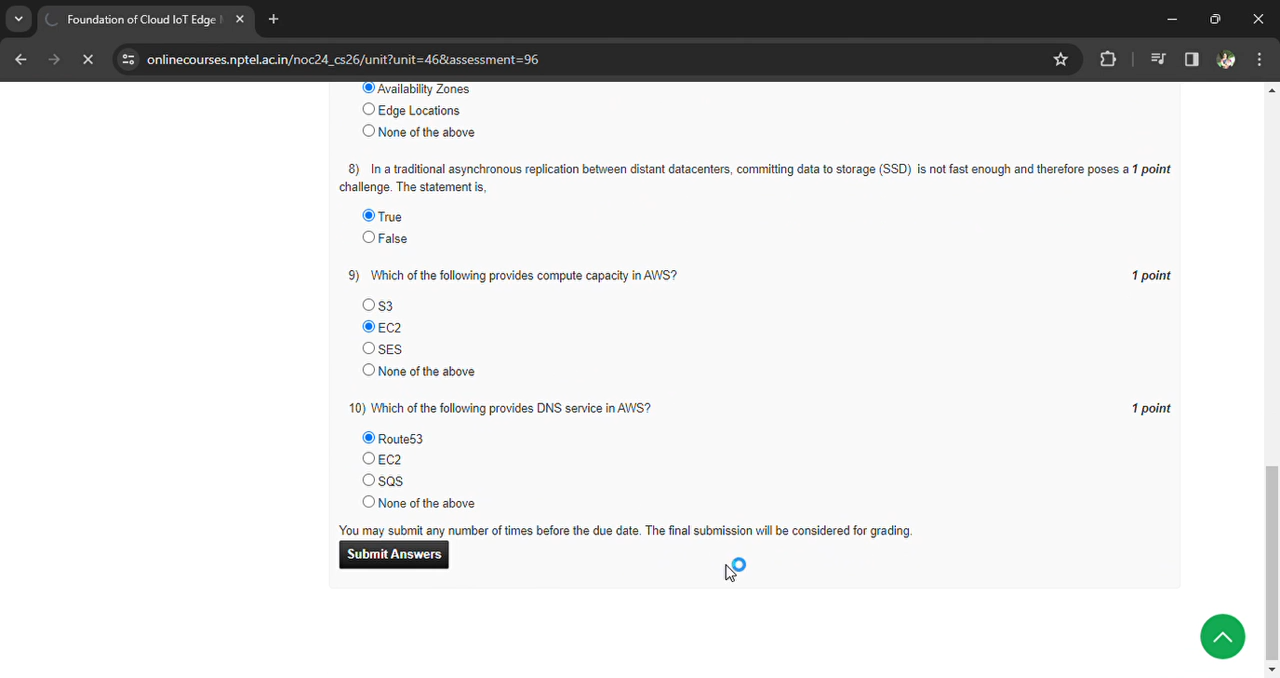 Foundation of Cloud IoT Edge
onlinecourses.nptel.ac.in/noc24_cs26/unit?unit=46&assessment=96
Availability Zones
Edge Locations
None of the above
8) In a traditional asynchronous replication between distant datacenters, committing data to storage (SSD) is not fast enough and therefore poses a 1 point
challenge. The statement is,
True
False
9) Which of the following provides compute capacity in AWS? 1 point
S3
EC2
SES
None of the above
10) Which of the following provides DNS service in AWS? 1 point
Route53
EC2
SQS
None of the above
You may submit any number of times before the due date. The final submission will be considered for grading.
Submit Answers